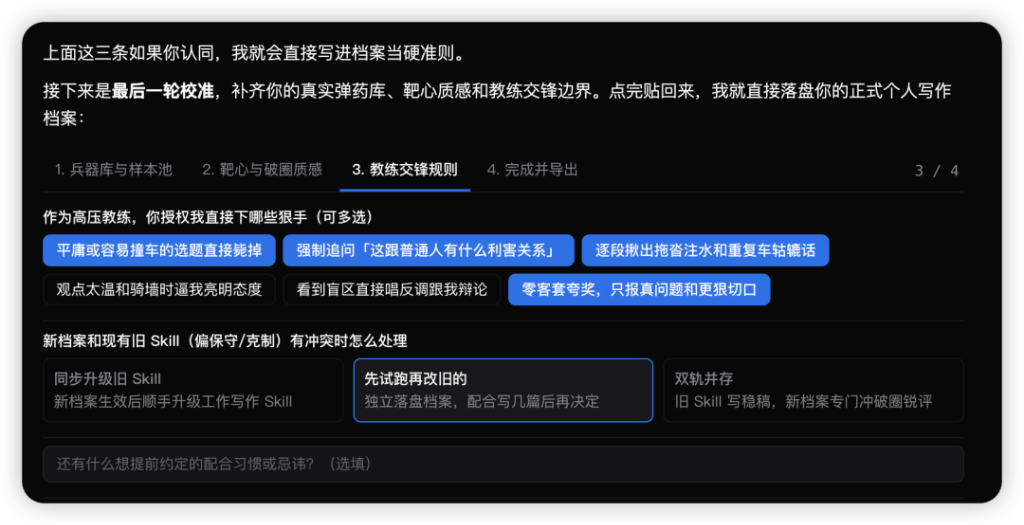 上面这三条如果你认同，我就会直接写进档案当硬准则。
接下来是最后一轮校准，补齐你的真实弹药库、靶心质感和教练交锋边界。点完贴回来，我就直接落盘你的正式个人写作
档案：
1. 兵器库与样本池 2. 靶心与破圈质感 3. 教练交锋规则 4. 完成并导出 3 / 4
作为高压教练，你授权我直接下哪些狠手（可多选）
平庸或容易撞车的选题直接毙掉 强制追问「这跟普通人有什么利害关系」 逐段揪出拖沓注水和重复车轱辘话
观点太温和骑墙时逼我亮明态度 看到盲区直接唱反调跟我辩论 零客套夸奖，只报真问题和更狠切口
新档案和现有旧 Skill（偏保守/克制）有冲突时怎么处理
同步升级旧 Skill 先试跑再改旧的 双轨并存
新档案生效后顺手升级工作写作 Skill 独立落盘档案，配合写几篇后再决定 旧 Skill 写稳稿，新档案专门冲破圈锐评
还有什么想提前约定的配合习惯或忌讳？（选填）